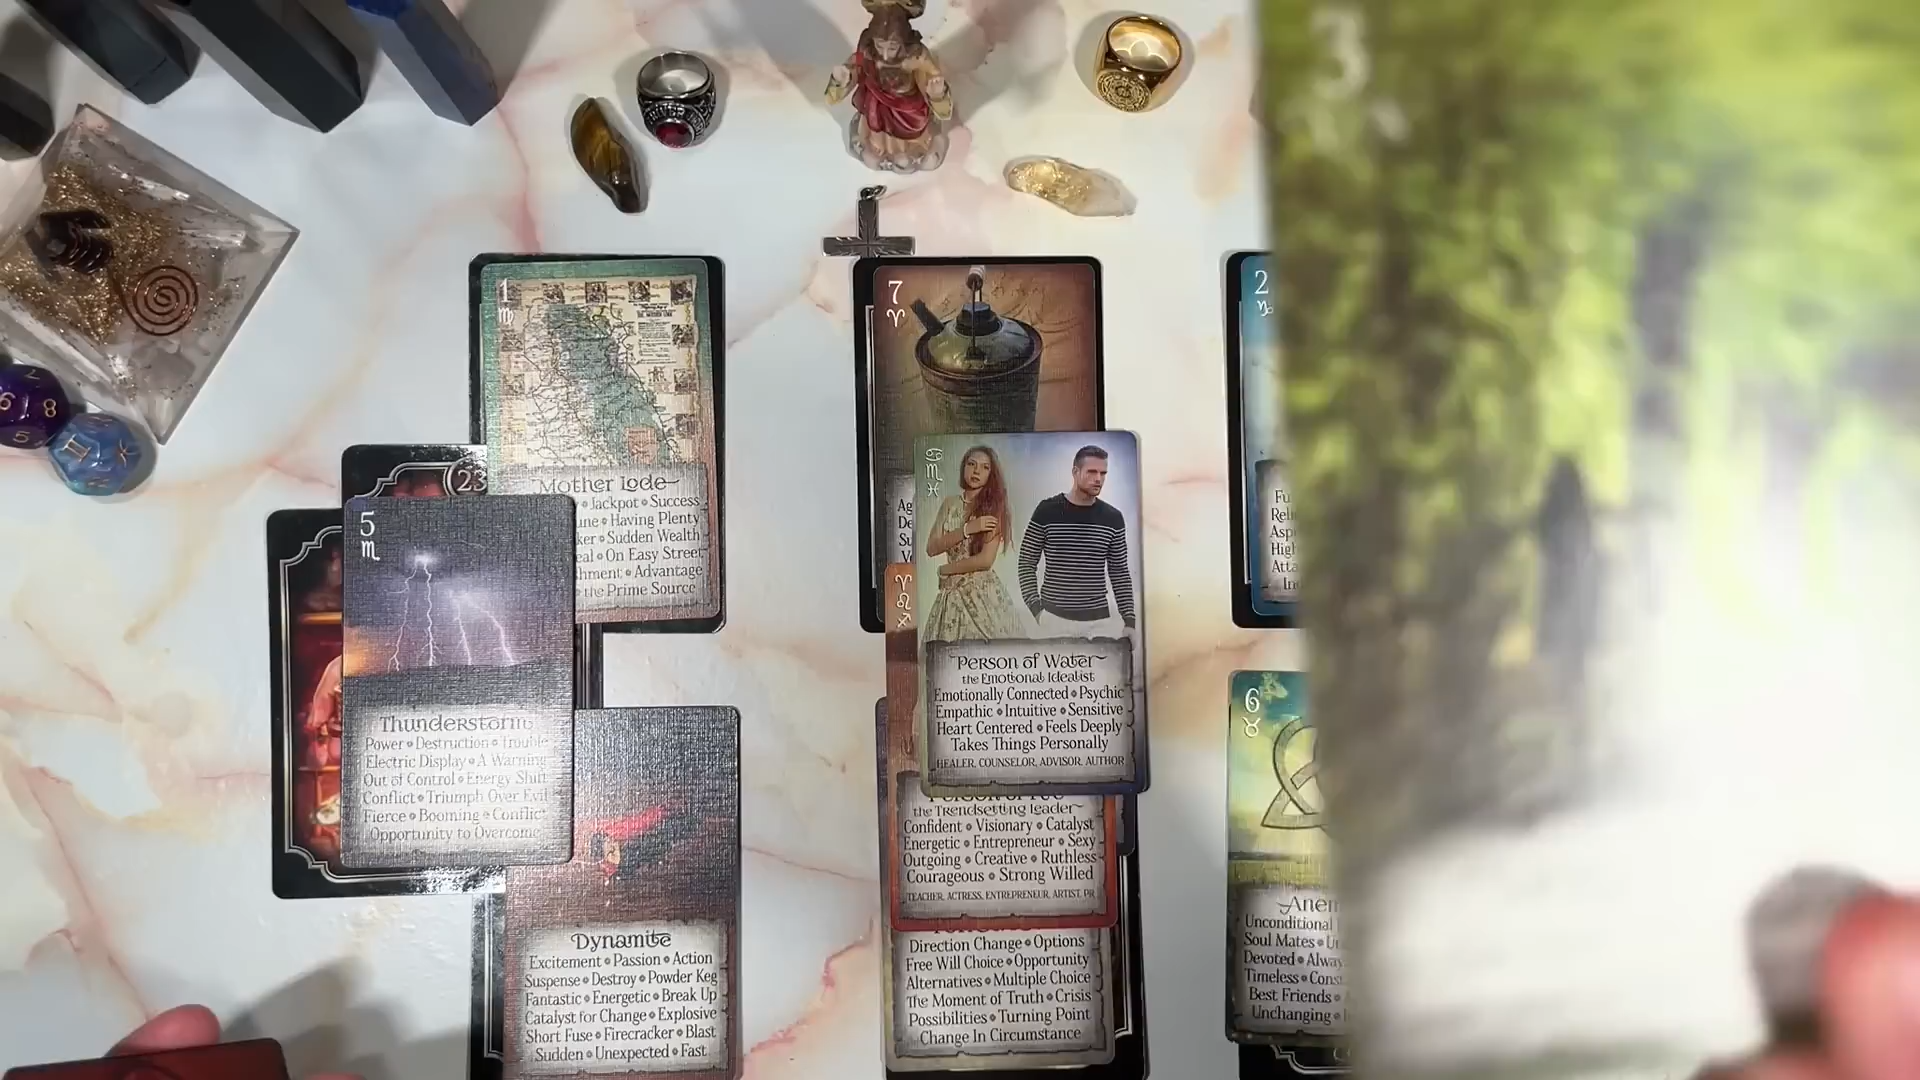 1
♍
Mother Lode
Jackpot • Success
Having Plenty
Sudden Wealth
On Easy Street
Advantage
the Prime Source
23
5
♏
Thunderstorm
Power • Destruction • Trouble
Electric Display • A Warning
Out of Control • Energy Shift
Conflict • Triumph Over Evil
Fierce • Booming • Conflict
Opportunity to Overcome
Dynamite
Excitement • Passion • Action
Suspense • Destroy • Powder Keg
Fantastic • Energetic • Break Up
Catalyst for Change • Explosive
Short Fuse • Firecracker • Blast
Sudden • Unexpected • Fast
7
♈
♋
♏
♓
Person of Water
the Emotional Idealist
Emotionally Connected • Psychic
Empathic • Intuitive • Sensitive
Heart Centered • Feels Deeply
Takes Things Personally
HEALER, COUNSELOR, ADVISOR, AUTHOR
♈
♌
♐
the Trendsetting Leader
Confident • Visionary • Catalyst
Energetic • Entrepreneur • Sexy
Outgoing • Creative • Ruthless
Courageous • Strong Willed
TEACHER, ACTRESS, ENTREPRENEUR, ARTIST, PR
Direction Change • Options
Free Will Choice • Opportunity
Alternatives • Multiple Choice
The Moment of Truth • Crisis
Possibilities • Turning Point
Change In Circumstance
2
♑
6
♉
Unconditional
Soul Mates •
Devoted •
Timeless •
Best Friends •
Unchanging •
3
6 8
5
2
♊ ♓